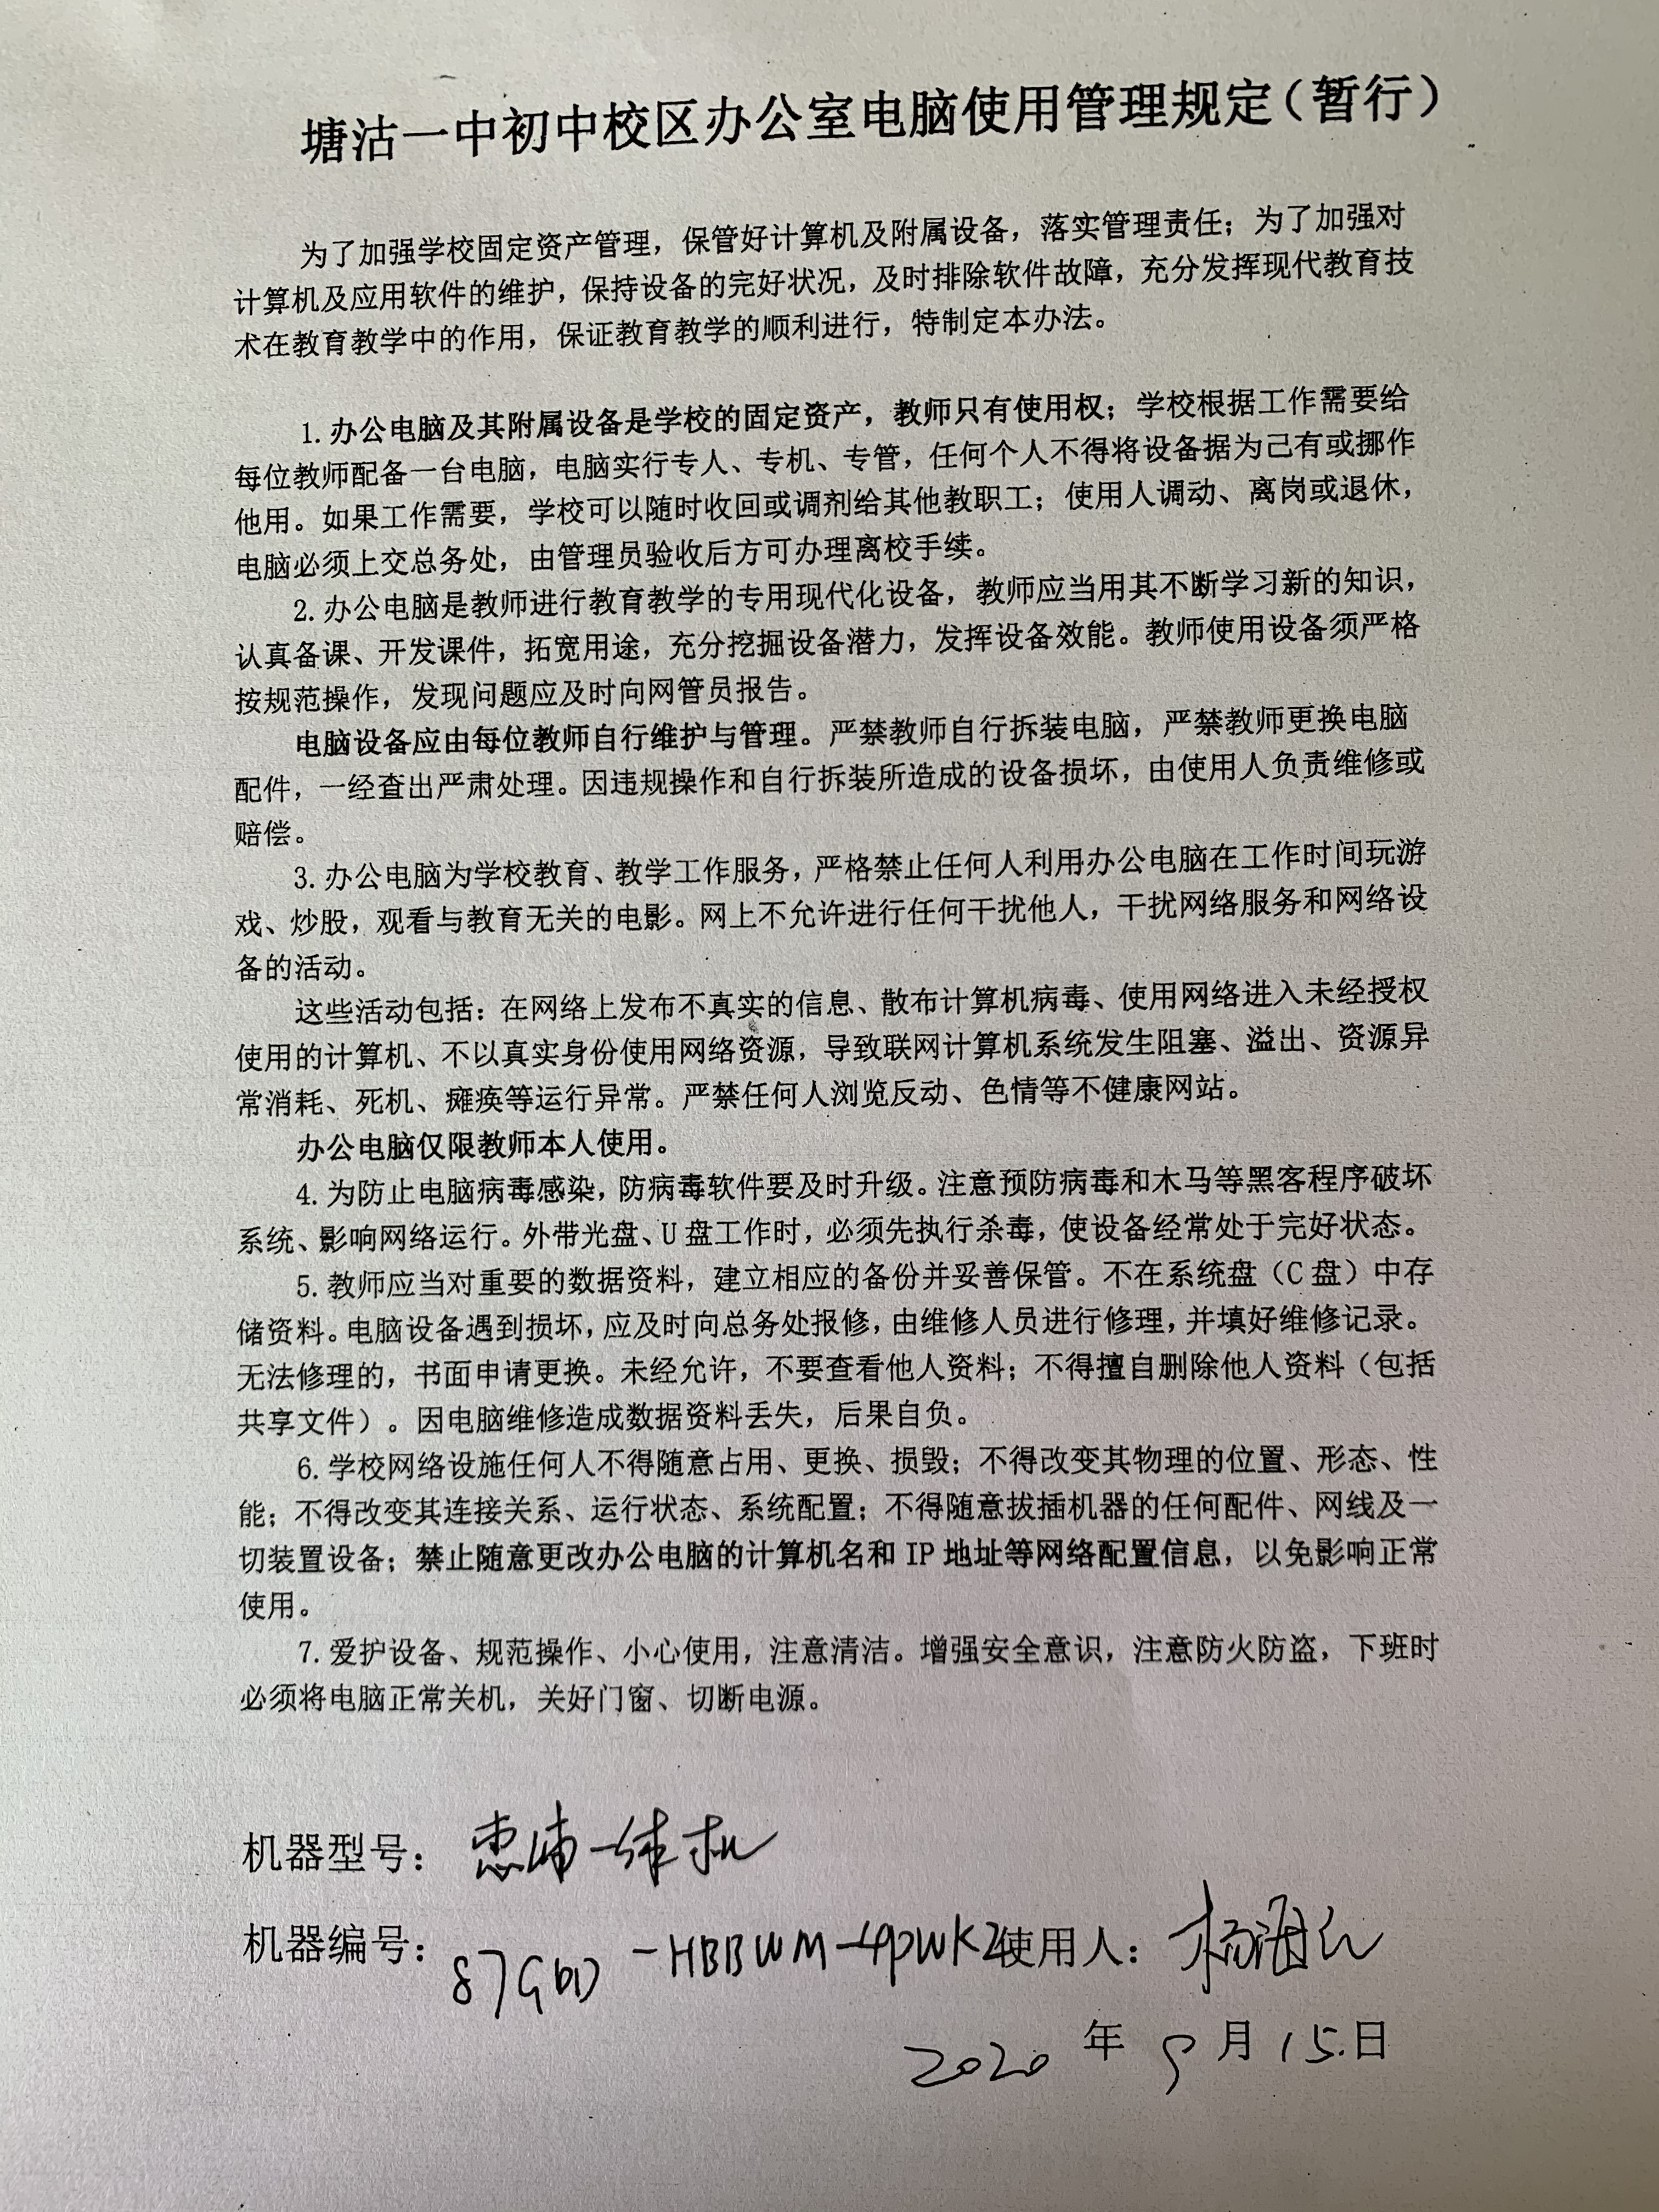 塘沽一中初中校区办公室电脑使用管理规定（暂行）
为了加强学校固定资产管理，保管好计算机及附属设备，落实管理责任；为了加强对
计算机及应用软件的维护，保持设备的完好状况，及时排除软件故障，充分发挥现代教育技
术在教育教学中的作用，保证教育教学的顺利进行，特制定本办法。
1.办公电脑及其附属设备是学校的固定资产，教师只有使用权；学校根据工作需要给
每位教师配备一台电脑，电脑实行专人、专机、专管，任何个人不得将设备据为己有或挪作
他用。如果工作需要，学校可以随时收回或调剂给其他教职工；使用人调动、离岗或退休，
电脑必须上交总务处，由管理员验收后方可办理离校手续。
2.办公电脑是教师进行教育教学的专用现代化设备，教师应当用其不断学习新的知识，
认真备课、开发课件，拓宽用途，充分挖掘设备潜力，发挥设备效能。教师使用设备须严格
按规范操作，发现问题应及时向网管员报告。
电脑设备应由每位教师自行维护与管理。严禁教师自行拆装电脑，严禁教师更换电脑
配件，一经查出严肃处理。因违规操作和自行拆装所造成的设备损坏，由使用人负责维修或
赔偿。
3.办公电脑为学校教育、教学工作服务，严格禁止任何人利用办公电脑在工作时间玩游
戏、炒股，观看与教育无关的电影。网上不允许进行任何干扰他人，干扰网络服务和网络设
备的活动。
这些活动包括：在网络上发布不真实的信息、散布计算机病毒、使用网络进入未经授权
使用的计算机、不以真实身份使用网络资源，导致联网计算机系统发生阻塞、溢出、资源异
常消耗、死机、瘫痪等运行异常。严禁任何人浏览反动、色情等不健康网站。
办公电脑仅限教师本人使用。
4.为防止电脑病毒感染，防病毒软件要及时升级。注意预防病毒和木马等黑客程序破坏
系统、影响网络运行。外带光盘、U盘工作时，必须先执行杀毒，使设备经常处于完好状态。
5.教师应当对重要的数据资料，建立相应的备份并妥善保管。不在系统盘（C盘）中存
储资料。电脑设备遇到损坏，应及时向总务处报修，由维修人员进行修理，并填好维修记录。
无法修理的，书面申请更换。未经允许，不要查看他人资料；不得擅自删除他人资料（包括
共享文件）。因电脑维修造成数据资料丢失，后果自负。
6.学校网络设施任何人不得随意占用、更换、损毁；不得改变其物理的位置、形态、性
能；不得改变其连接关系、运行状态、系统配置；不得随意拔插机器的任何配件、网线及一
切装置设备；禁止随意更改办公电脑的计算机名和IP地址等网络配置信息，以免影响正常
使用。
7.爱护设备、规范操作、小心使用，注意清洁。增强安全意识，注意防火防盗，下班时
必须将电脑正常关机，关好门窗、切断电源。
机器型号：惠浦一体机
机器编号：-HBBWM-4PWK2使用人：杨海红
2020年9月15日